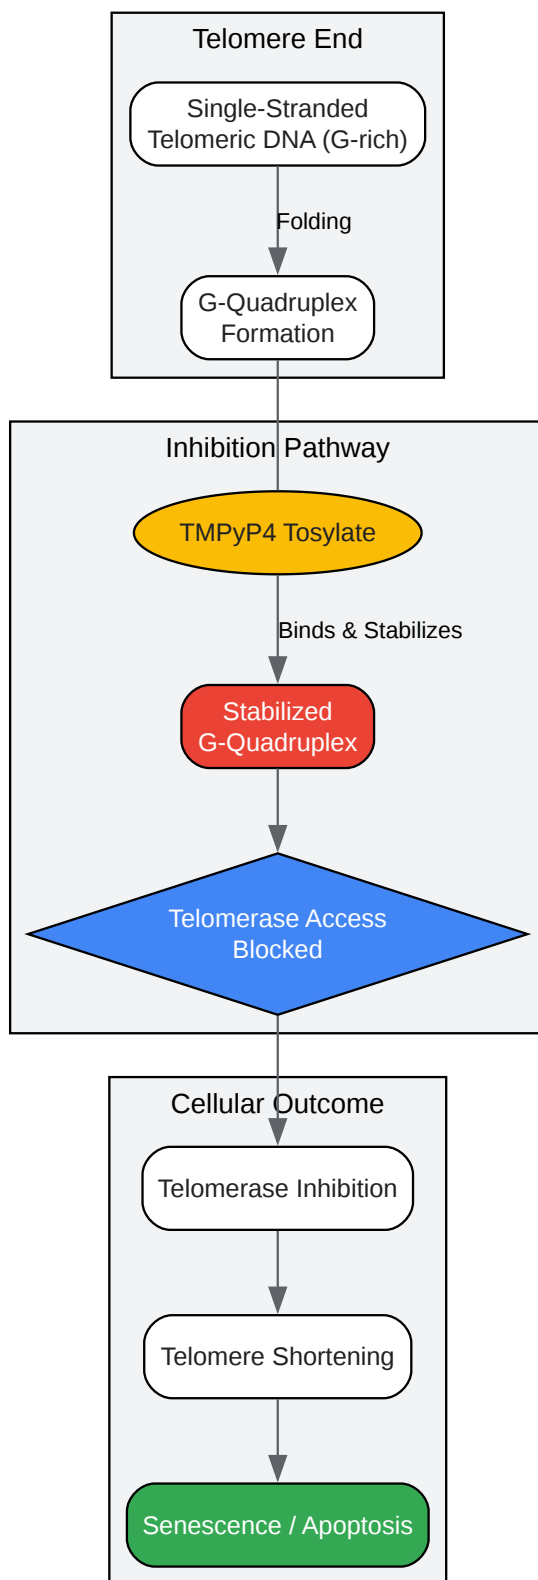 Telomere End
Single-Stranded
Telomeric DNA (G-rich)
Folding
G-Quadruplex
Formation
Inhibition Pathway
TMPyP4 Tosylate
Binds & Stabilizes
Stabilized
G-Quadruplex
Telomerase Access
Blocked
Cellular Outcome
Telomerase Inhibition
Telomere Shortening
Senescence / Apoptosis